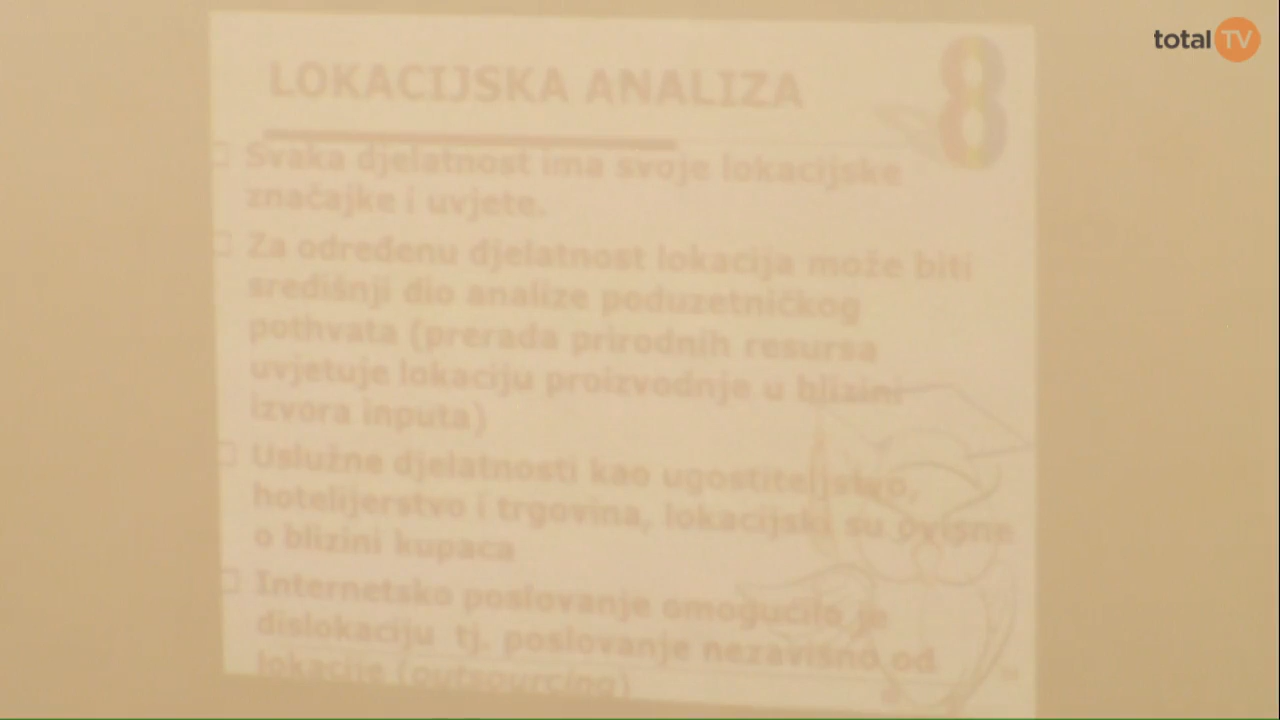 total TV
LOKACIJSKA ANALIZA
8
Svaka djelatnost ima svoje lokacijske
značajke i uvjete.
Za određenu djelatnost lokacija može biti
središnji dio analize poduzetničkog
pothvata (prerada prirodnih resursa
uvjetuje lokaciju proizvodnje u blizini
izvora inputa)
Uslužne djelatnosti kao ugostiteljstvo,
hotelijerstvo i trgovina, lokacijski su ovisne
o blizini kupaca
Internetsko poslovanje omogućilo je
dislokaciju tj. poslovanje nezavisno od
lokacije (outsourcing)